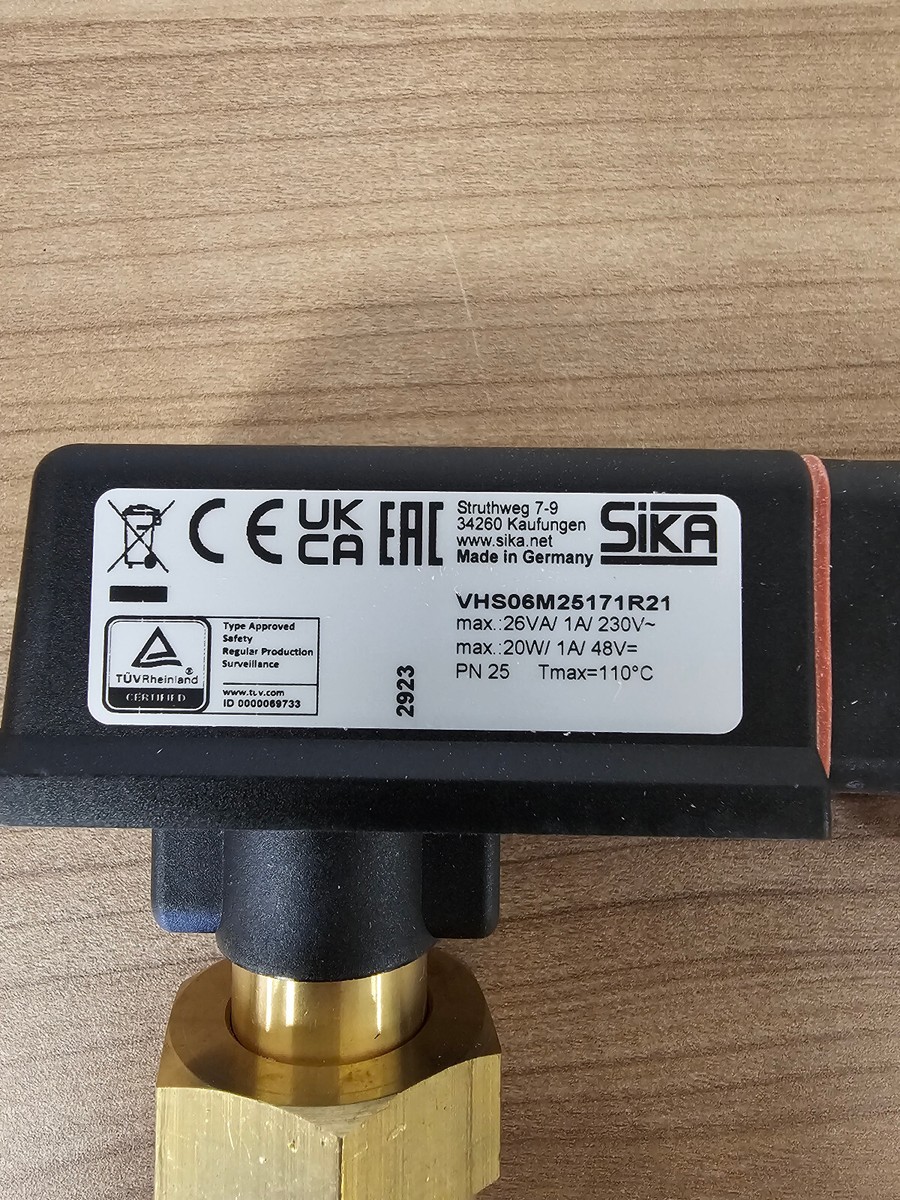 CE UK CA EAC
Struthweg 7-9
34260 Kaufungen
www.sika.net
Made in Germany
SiKA
VHS06M25171R21
max.:26VA/ 1A/ 230V~
max.:20W/ 1A/ 48V=
PN 25 Tmax=110°C
2923
TÜVRheinland®
CERTIFIED
Type Approved
Safety
Regular Production
Surveillance
www.tuv.com
ID 0000069733